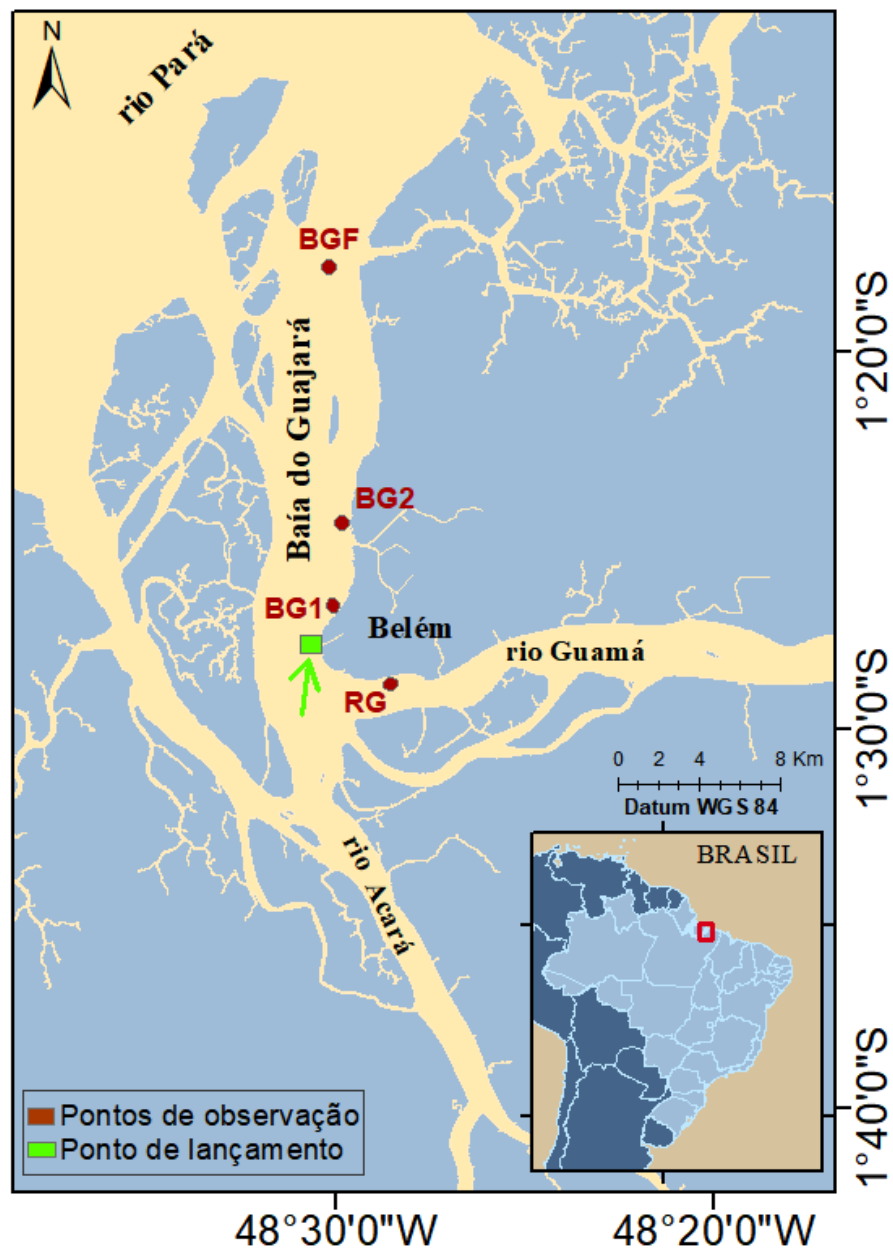 N
rio Pará
BGF
1°20'0"S
Baía do Guajará
BG2
BG1
Belém
rio Guamá
RG
1°30'0"S
0 2 4 8 Km
Datum WGS 84
rio Acará
BRASIL
Pontos de observação
Ponto de lançamento
1°40'0"S
48°30'0"W 48°20'0"W